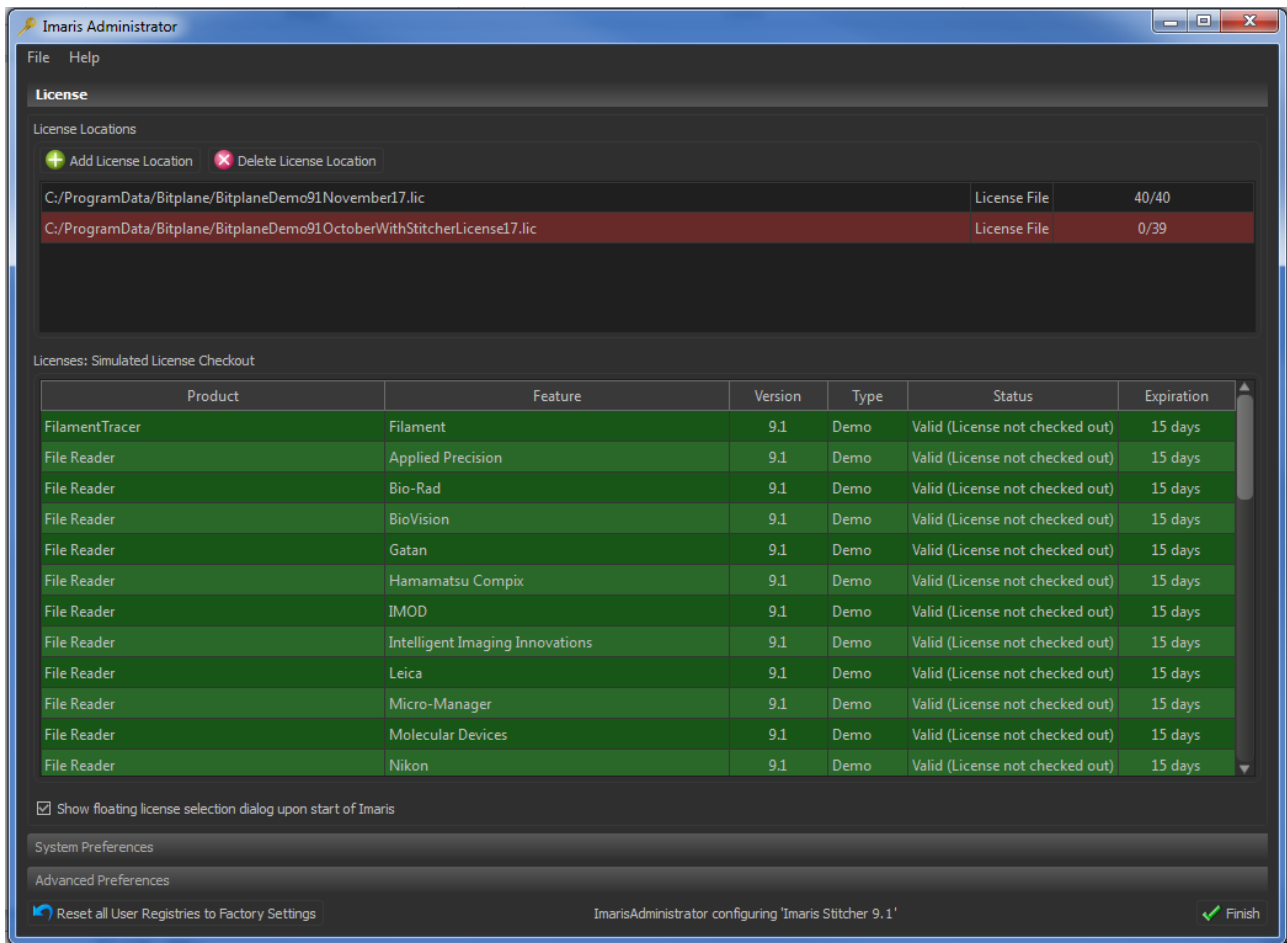 Imaris Administrator
File Help
License
License Locations
Add License Location Delete License Location
C:/ProgramData/Bitplane/BitplaneDemo91November17.lic License File 40/40
C:/ProgramData/Bitplane/BitplaneDemo91OctoberWithStitcherLicense17.lic License File 0/39
Licenses: Simulated License Checkout
Product Feature Version Type Status Expiration
FilamentTracer Filament 9.1 Demo Valid (License not checked out) 15 days
File Reader Applied Precision 9.1 Demo Valid (License not checked out) 15 days
File Reader Bio-Rad 9.1 Demo Valid (License not checked out) 15 days
File Reader BioVision 9.1 Demo Valid (License not checked out) 15 days
File Reader Gatan 9.1 Demo Valid (License not checked out) 15 days
File Reader Hamamatsu Compix 9.1 Demo Valid (License not checked out) 15 days
File Reader IMOD 9.1 Demo Valid (License not checked out) 15 days
File Reader Intelligent Imaging Innovations 9.1 Demo Valid (License not checked out) 15 days
File Reader Leica 9.1 Demo Valid (License not checked out) 15 days
File Reader Micro-Manager 9.1 Demo Valid (License not checked out) 15 days
File Reader Molecular Devices 9.1 Demo Valid (License not checked out) 15 days
File Reader Nikon 9.1 Demo Valid (License not checked out) 15 days
Show floating license selection dialog upon start of Imaris
System Preferences
Advanced Preferences
Reset all User Registries to Factory Settings ImarisAdministrator configuring 'Imaris Stitcher 9.1' Finish